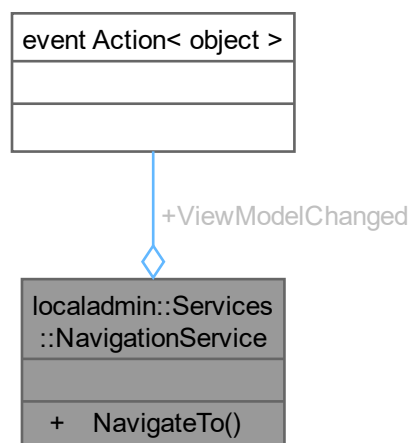 event Action< object >
+ViewModelChanged
localadmin::Services
::NavigationService
+ NavigateTo()